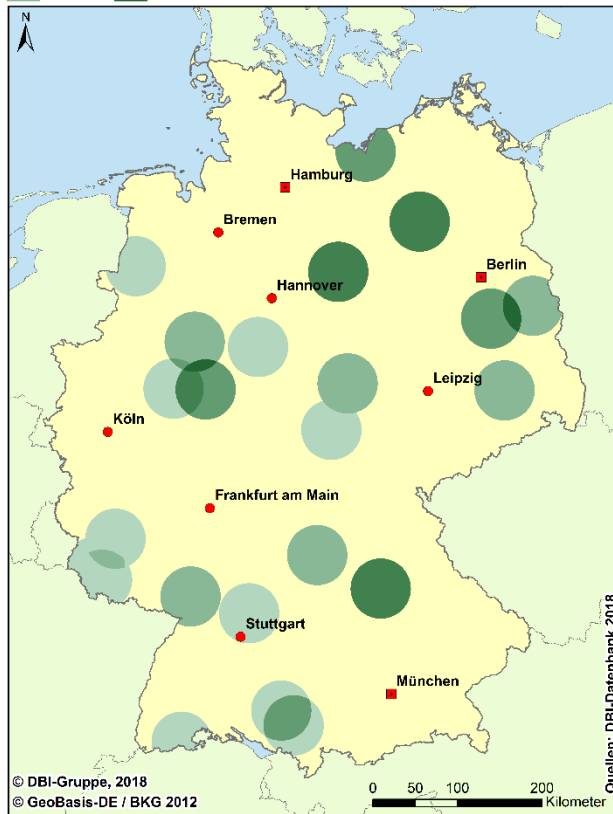 N
Hamburg
Bremen
Berlin
Hannover
Leipzig
Köln
Frankfurt am Main
Stuttgart
München
Quellen: DBI-Datenbank 2018
© DBI-Gruppe, 2018
© GeoBasis-DE / BKG 2012
0 50 100 200
Kilometer